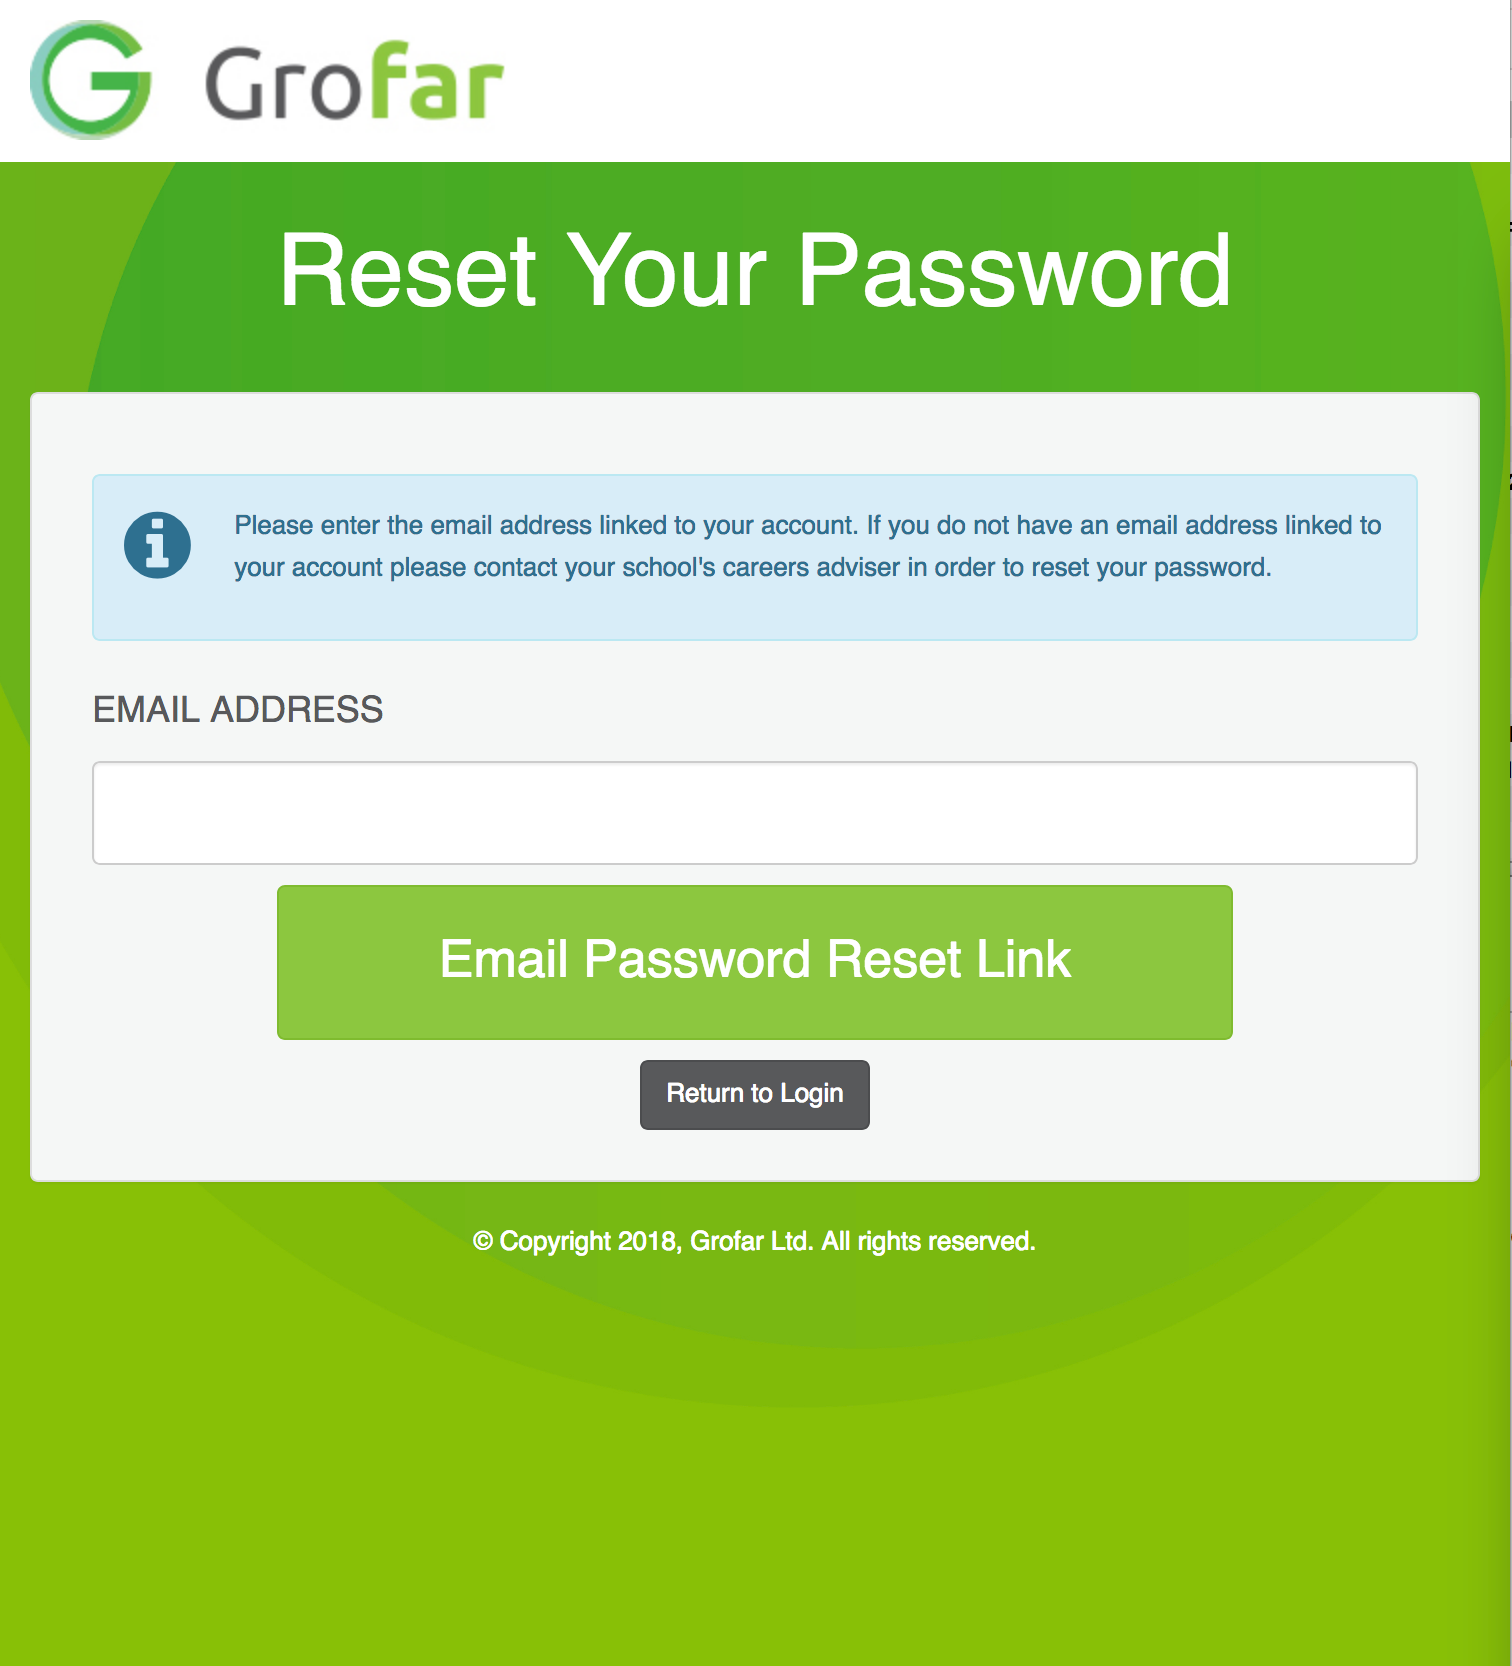 Grofar
Reset Your Password
Please enter the email address linked to your account. If you do not have an email address linked to
your account please contact your school's careers adviser in order to reset your password.
EMAIL ADDRESS
Email Password Reset Link
Return to Login
© Copyright 2018, Grofar Ltd. All rights reserved.